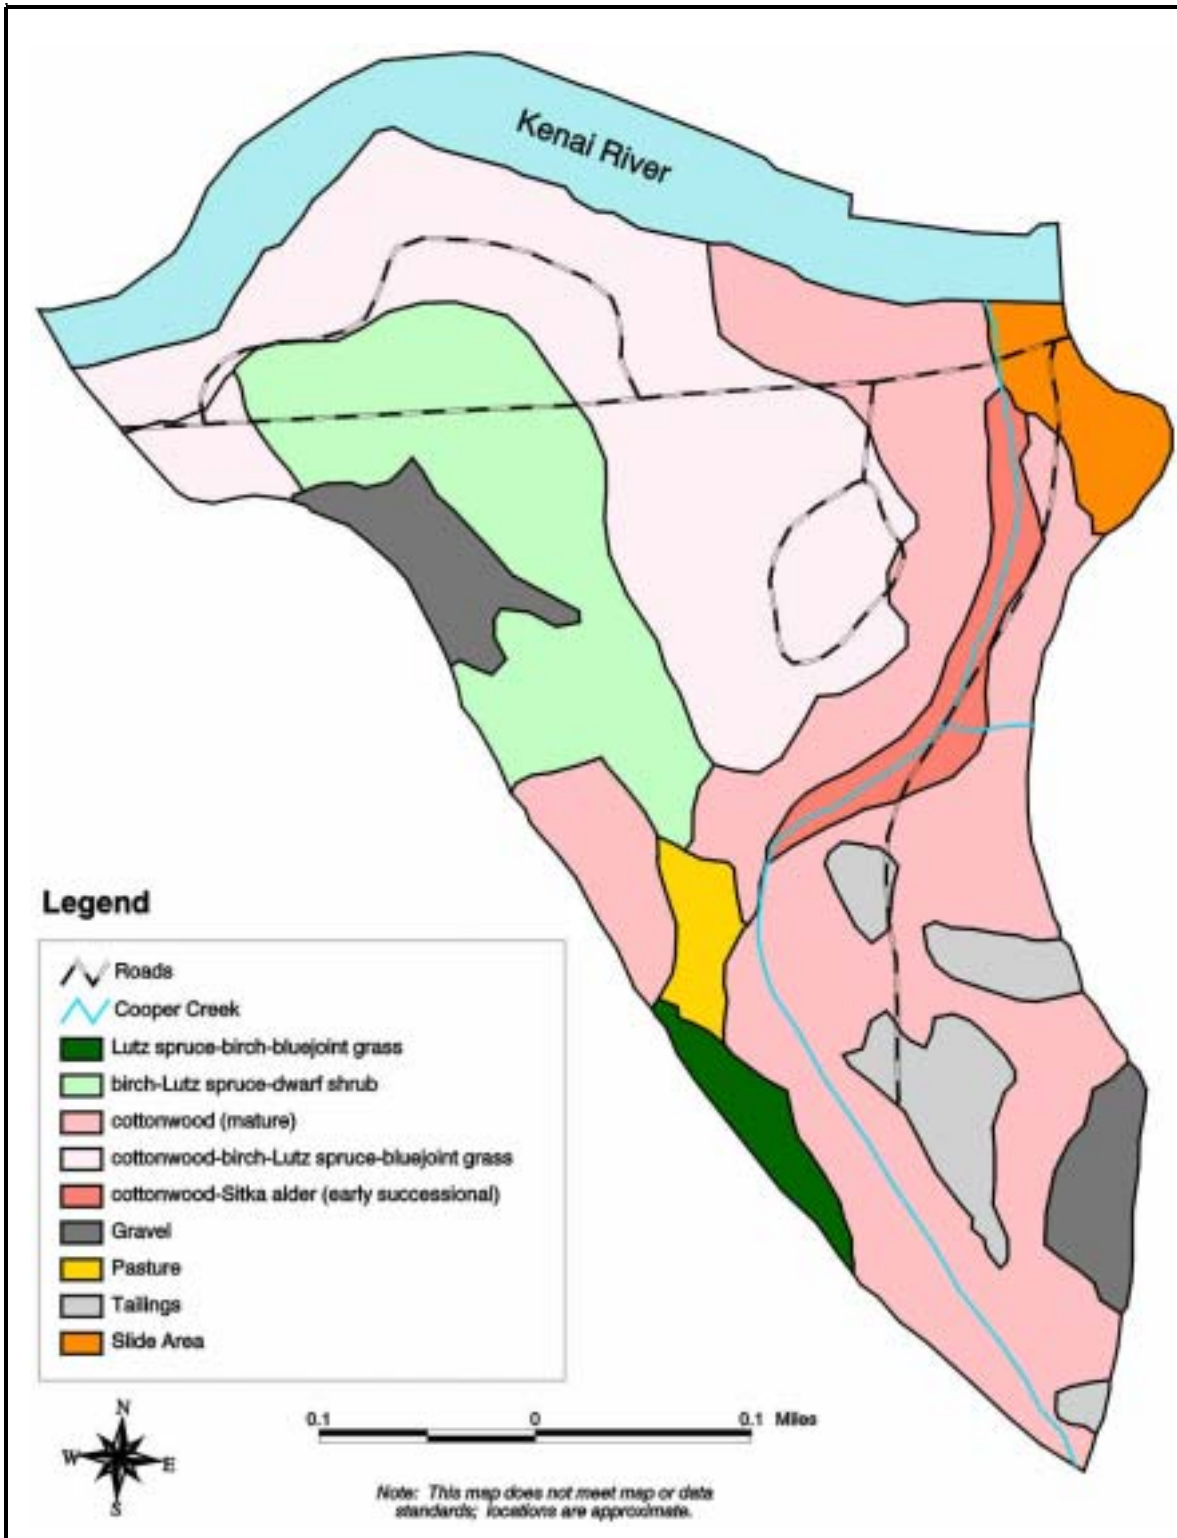 Kenai River
Legend
Roads
Cooper Creek
Lutz spruce-birch-bluejoint grass
birch-Lutz spruce-dwarf shrub
cottonwood (mature)
cottonwood-birch-Lutz spruce-bluejoint grass
cottonwood-Sitka alder (early successional)
Gravel
Pasture
Tailings
Slide Area
N
W E
S
0.1 0 0.1 Miles
Note: This map does not meet map or data
standards; locations are approximate.